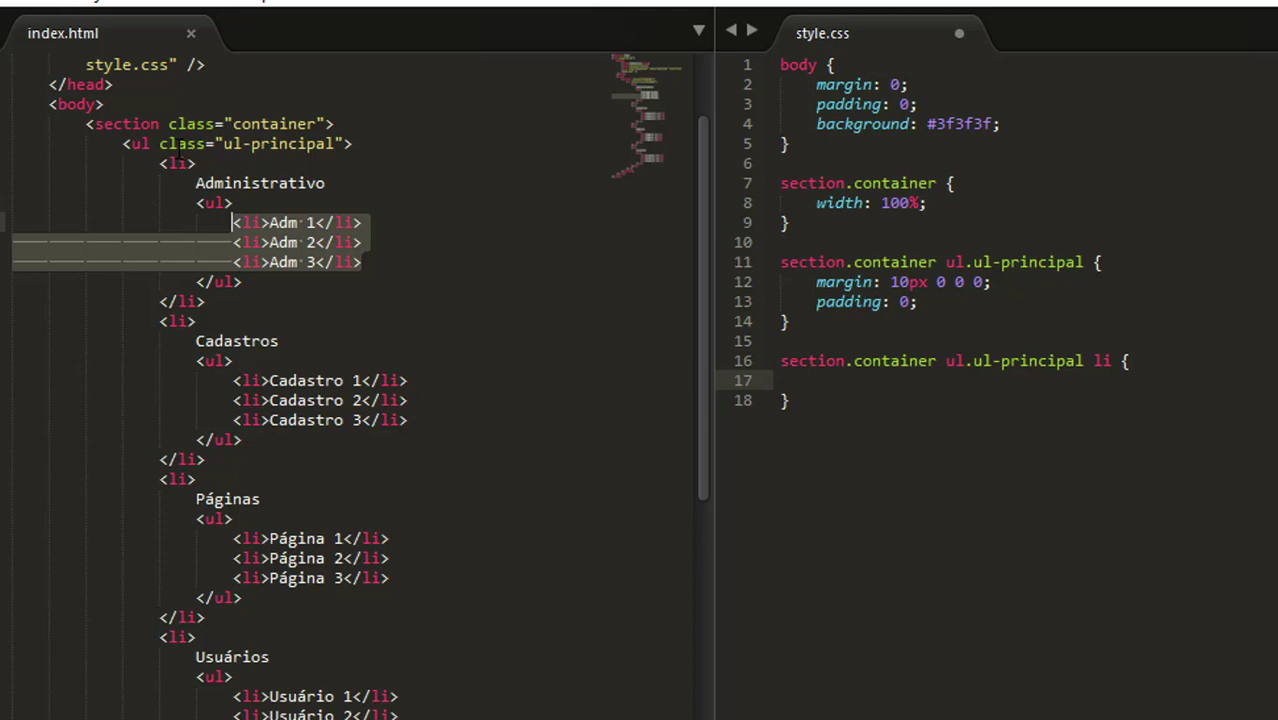 index.html ×
style.css" />
</head>
<body>
<section class="container">
<ul class="ul-principal">
<li>
Administrativo
<ul>
<li>Adm 1</li>
<li>Adm 2</li>
<li>Adm 3</li>
</ul>
</li>
<li>
Cadastros
<ul>
<li>Cadastro 1</li>
<li>Cadastro 2</li>
<li>Cadastro 3</li>
</ul>
</li>
<li>
Páginas
<ul>
<li>Página 1</li>
<li>Página 2</li>
<li>Página 3</li>
</ul>
</li>
<li>
Usuários
<ul>
<li>Usuário 1</li>
<li>Usuário 2</li>
style.css
1 body {
2 margin: 0;
3 padding: 0;
4 background: #3f3f3f;
5 }
6
7 section.container {
8 width: 100%;
9 }
10
11 section.container ul.ul-principal {
12 margin: 10px 0 0 0;
13 padding: 0;
14 }
15
16 section.container ul.ul-principal li {
17
18 }